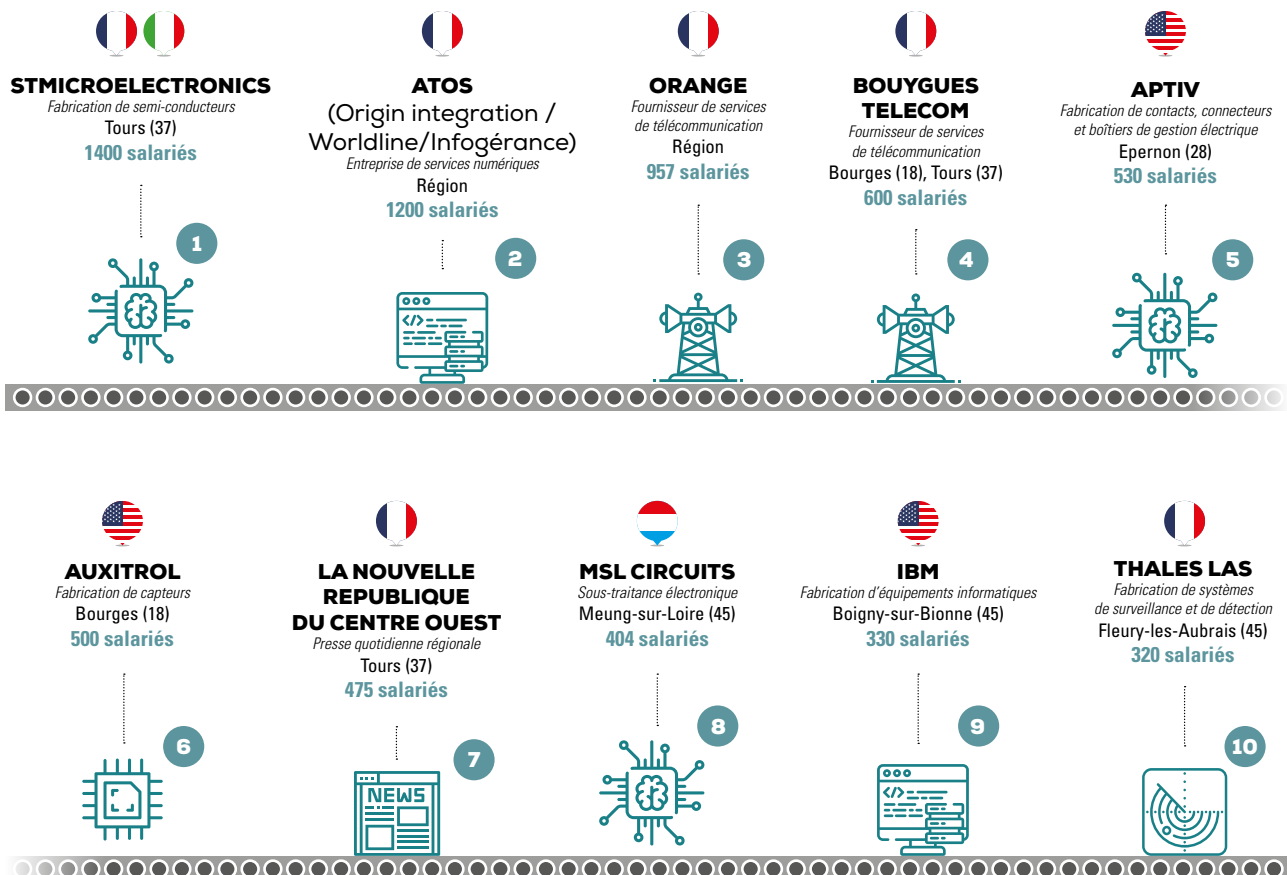 STMICROELECTRONICS
Fabrication de semi-conducteurs
Tours (37)
1400 salariés
1
ATOS
(Origin integration /
Worldline/Infogérance)
Entreprise de services numériques
Région
1200 salariés
2
</>
ORANGE
Fournisseur de services
de télécommunication
Région
957 salariés
3
BOUYGUES
TELECOM
Fournisseur de services
de télécommunication
Bourges (18), Tours (37)
600 salariés
4
APTIV
Fabrication de contacts, connecteurs
et boîtiers de gestion électrique
Epernon (28)
530 salariés
5
AUXITROL
Fabrication de capteurs
Bourges (18)
500 salariés
6
LA NOUVELLE
REPUBLIQUE
DU CENTRE OUEST
Presse quotidienne régionale
Tours (37)
475 salariés
7
NEWS
MSL CIRCUITS
Sous-traitance électronique
Meung-sur-Loire (45)
404 salariés
8
IBM
Fabrication d'équipements informatiques
Boigny-sur-Bionne (45)
330 salariés
9
</>
THALES LAS
Fabrication de systèmes
de surveillance et de détection
Fleury-les-Aubrais (45)
320 salariés
10